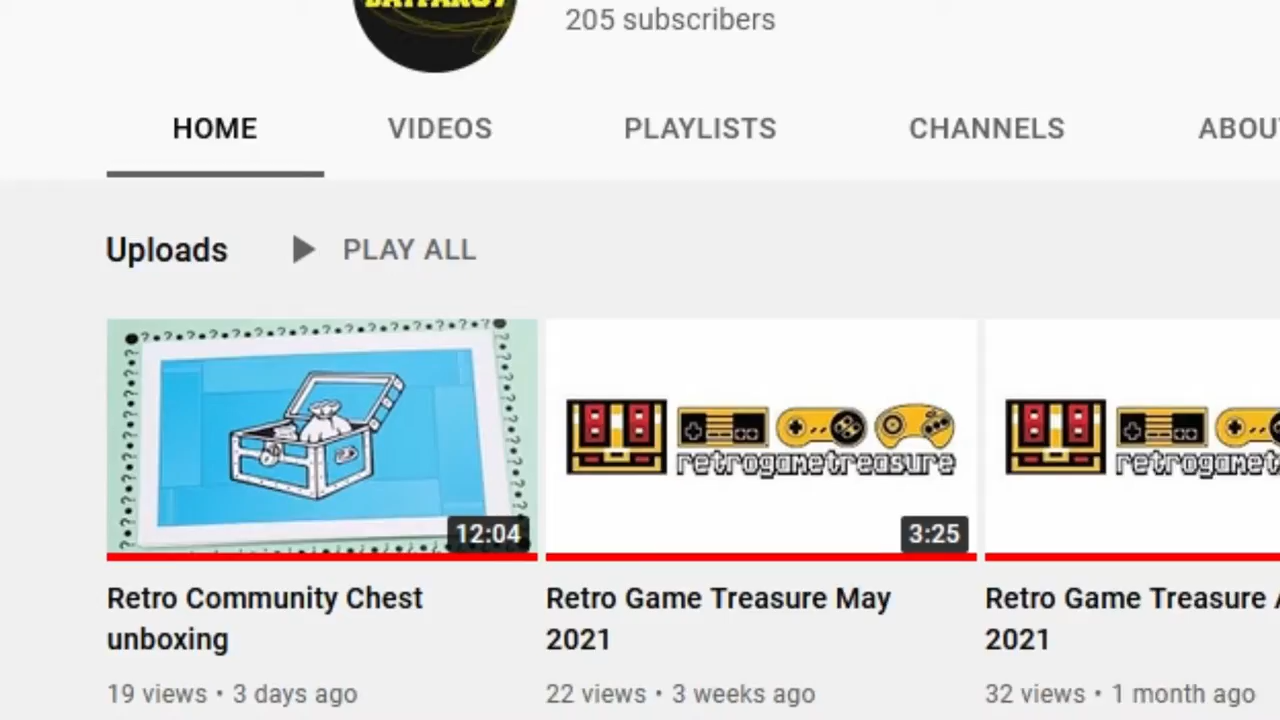 205 subscribers
HOME VIDEOS PLAYLISTS CHANNELS
Uploads PLAY ALL
retrogametreasure
12:04 3:25
Retro Community Chest Retro Game Treasure May Retro Game Treasure
unboxing 2021 2021
19 views • 3 days ago 22 views • 3 weeks ago 32 views • 1 month ago